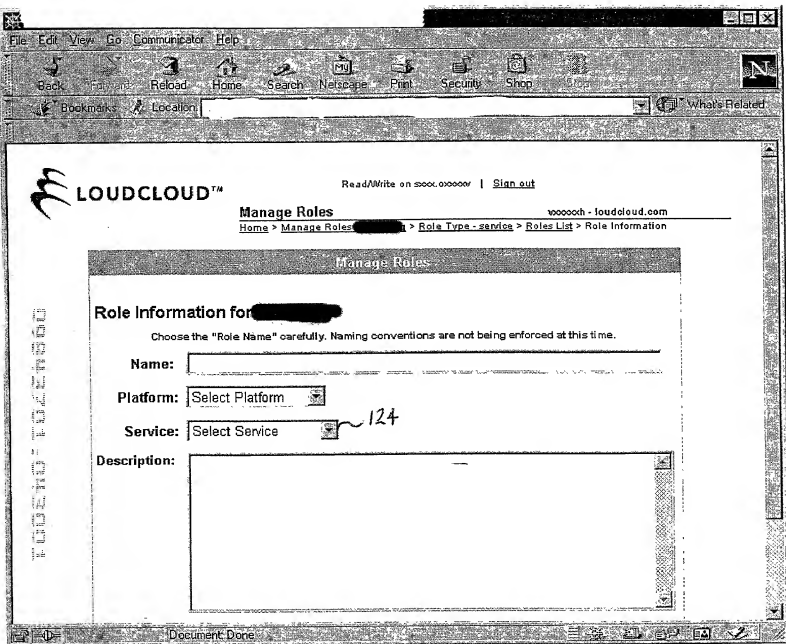 File Edit View Go Communicator Help
Back Forward Reload Home Search Netscape Print Security Shop Stop
My
N
Bookmarks Location What's Related
LOUDCLOUD™
Read/Write on | Sign out
Manage Roles - loudcloud.com
Home > Manage Roles > Role Type - service > Roles List > Role Information
Manage Roles
Role Information for
Choose the "Role Name" carefully. Naming conventions are not being enforced at this time.
Name:
Platform: Select Platform
Service: Select Service 124
Description:
Document: Done